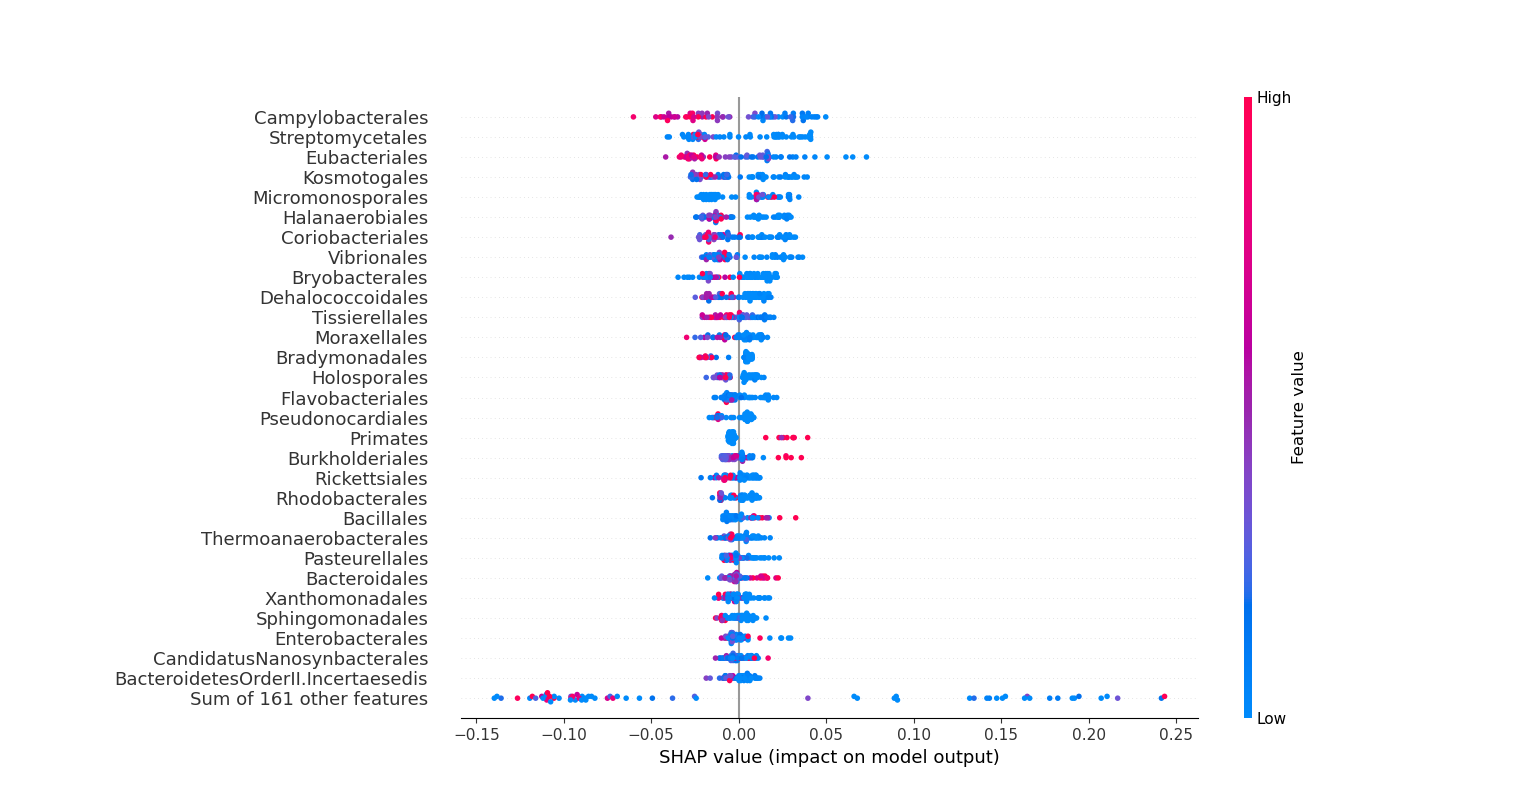 High
Campylobacterales
Streptomycetales
Eubacteriales
Kosmotogales
Micromonosporales
Halanaerobiales
Coriobacteriales
Vibrionales
Bryobacterales
Dehalococcoidales
Tissierellales
Moraxellales
Bradymonadales
Holosporales
Flavobacteriales
Pseudonocardiales
Primates
Burkholderiales
Rickettsiales
Rhodobacterales
Bacillales
Thermoanaerobacterales
Pasteurellales
Bacteroidales
Xanthomonadales
Sphingomonadales
Enterobacterales
CandidatusNanosynbacterales
BacteroidetesOrderII.Incertaesedis
Sum of 161 other features
Feature value
Low
−0.15 −0.10 −0.05 0.00 0.05 0.10 0.15 0.20 0.25
SHAP value (impact on model output)